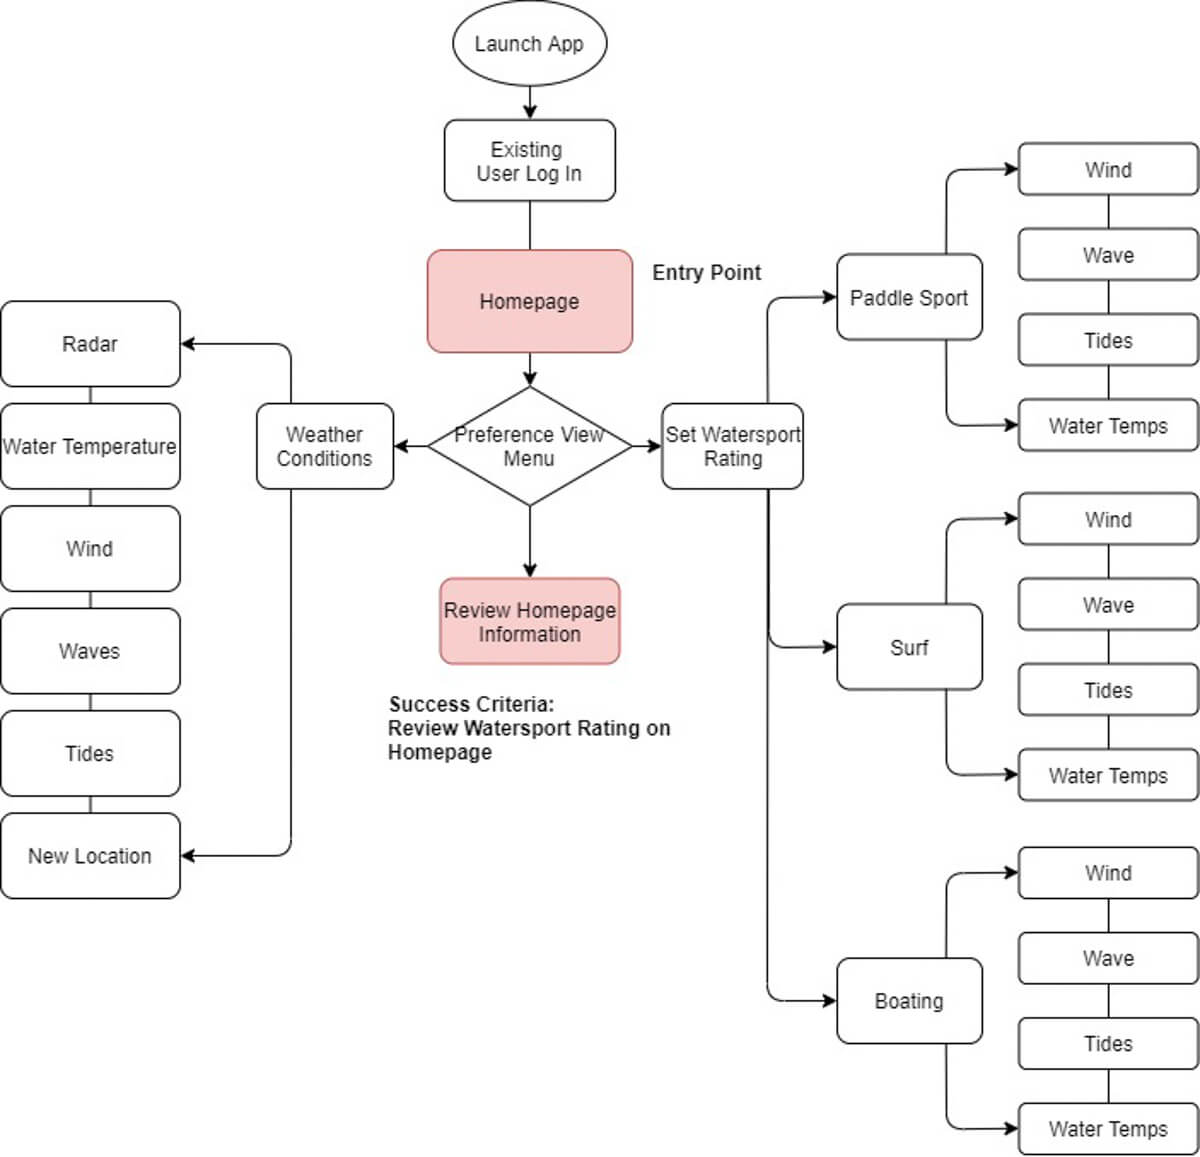 Launch App
Existing
User Log In
Homepage
Entry Point
Preference View
Menu
Weather
Conditions
Radar
Water Temperature
Wind
Waves
Tides
New Location
Review Homepage
Information
Success Criteria:
Review Watersport Rating on
Homepage
Set Watersport
Rating
Paddle Sport
Wind
Wave
Tides
Water Temps
Surf
Wind
Wave
Tides
Water Temps
Boating
Wind
Wave
Tides
Water Temps